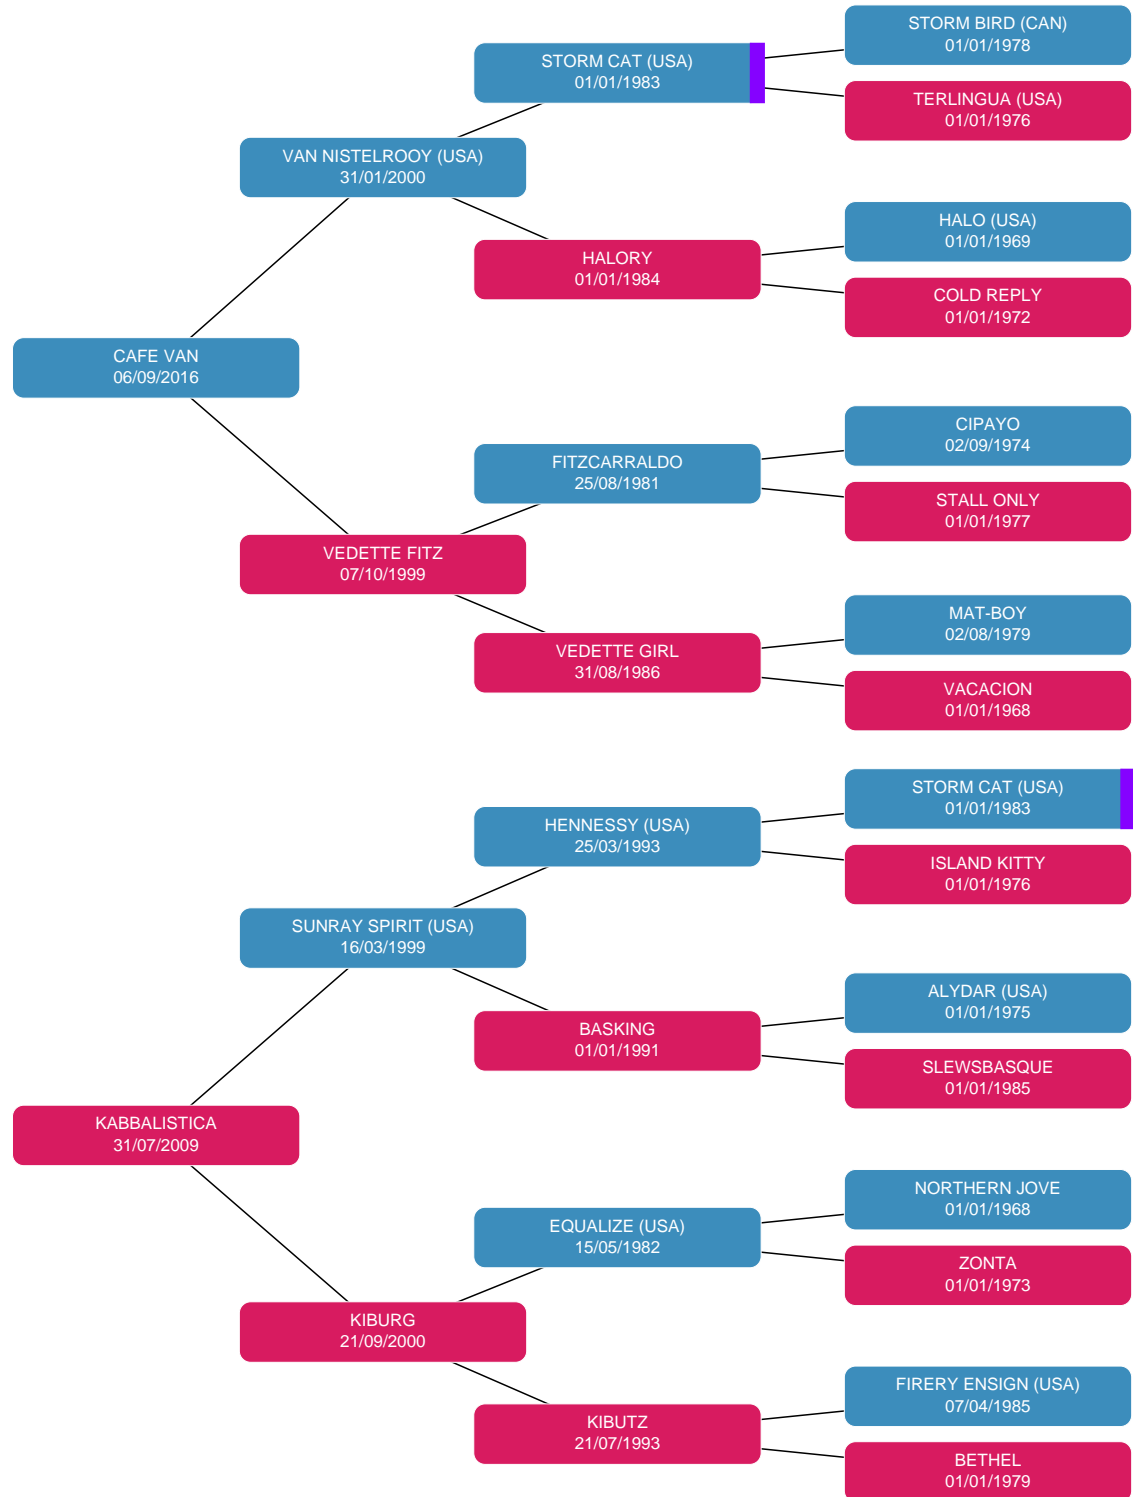 STORM BIRD (CAN)
01/01/1978
STORM CAT (USA)
01/01/1983
TERLINGUA (USA)
01/01/1976
VAN NISTELROOY (USA)
31/01/2000
HALO (USA)
01/01/1969
HALORY
01/01/1984
COLD REPLY
01/01/1972
CAFE VAN
06/09/2016
CIPAYO
02/09/1974
FITZCARRALDO
25/08/1981
STALL ONLY
01/01/1977
VEDETTE FITZ
07/10/1999
MAT-BOY
02/08/1979
VEDETTE GIRL
31/08/1986
VACACION
01/01/1968
STORM CAT (USA)
01/01/1983
HENNESSY (USA)
25/03/1993
ISLAND KITTY
01/01/1976
SUNRAY SPIRIT (USA)
16/03/1999
ALYDAR (USA)
01/01/1975
BASKING
01/01/1991
SLEWSBASQUE
01/01/1985
KABBALISTICA
31/07/2009
NORTHERN JOVE
01/01/1968
EQUALIZE (USA)
15/05/1982
ZONTA
01/01/1973
KIBURG
21/09/2000
FIRERY ENSIGN (USA)
07/04/1985
KIBUTZ
21/07/1993
BETHEL
01/01/1979